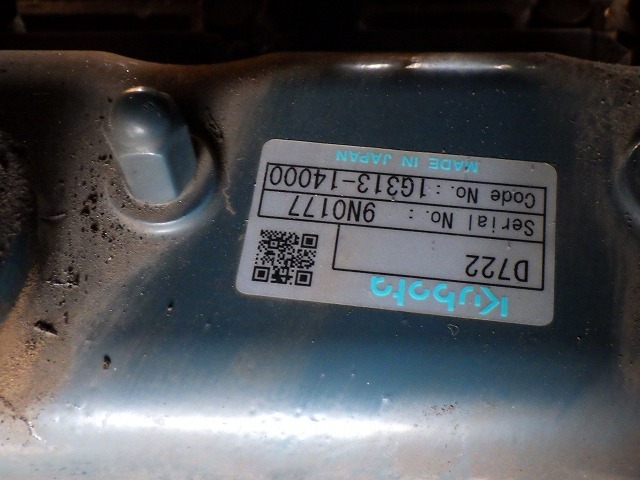 Kubota
D722
Serial No.: 9N0177
Code No.: 1G313-14000
MADE IN JAPAN